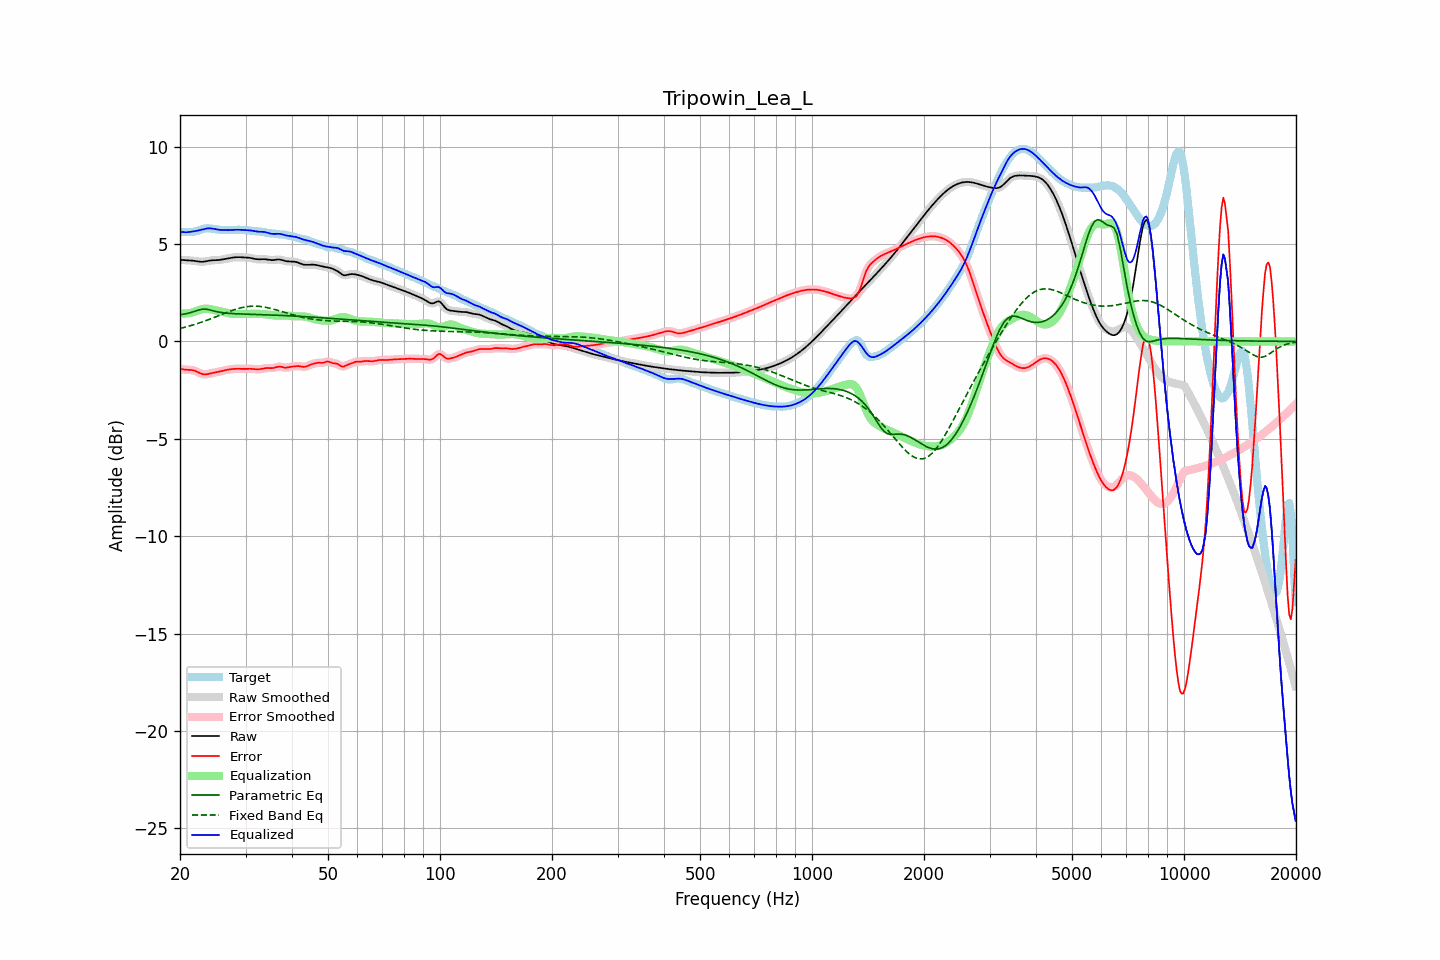 Tripowin_Lea_L
10
5
0
−5
−10
−15
−20
−25
Amplitude (dBr)
Target
Raw Smoothed
Error Smoothed
Raw
Error
Equalization
Parametric Eq
Fixed Band Eq
Equalized
20 50 100 200 500 1000 2000 5000 10000 20000
Frequency (Hz)